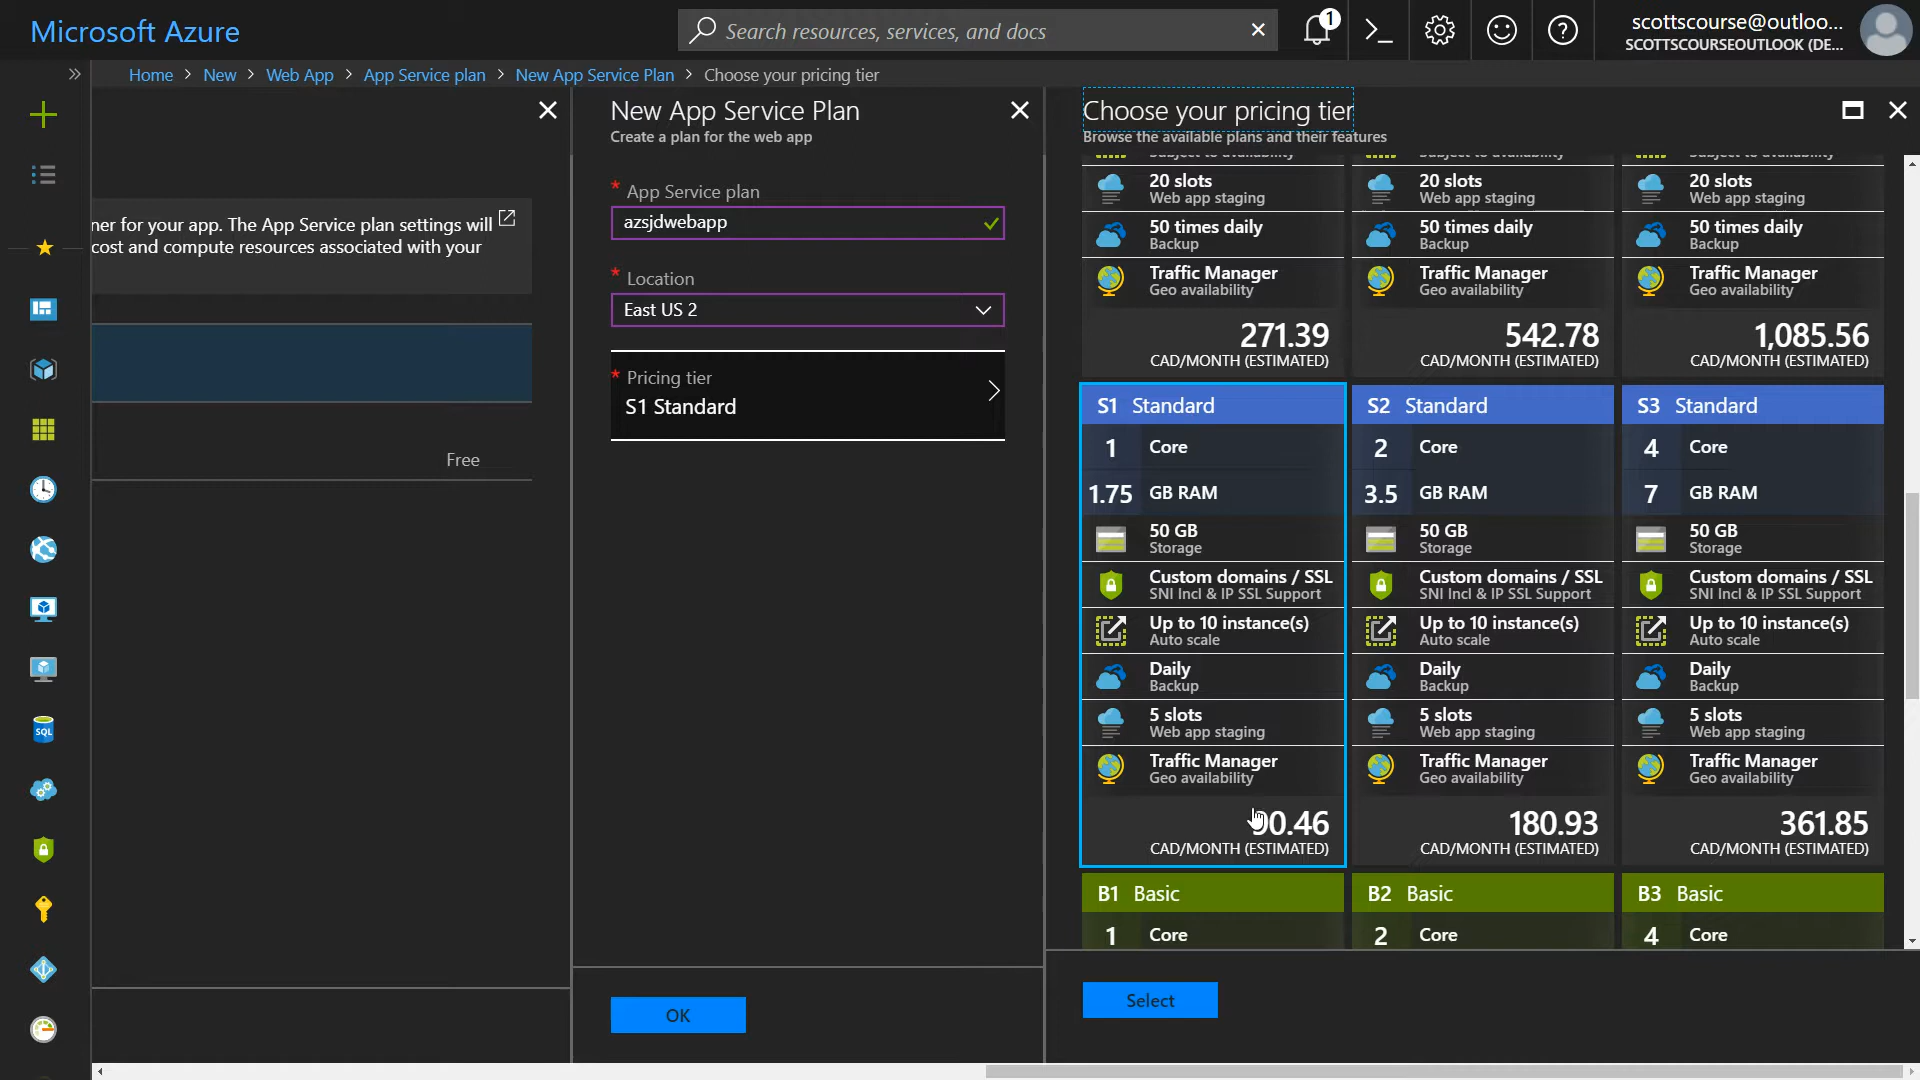 Microsoft Azure
Search resources, services, and docs
1
scottscourse@outloo...
SCOTTSCOURSEOUTLOOK (DE...
Home > New > Web App > App Service plan > New App Service Plan > Choose your pricing tier
ner for your app. The App Service plan settings will
cost and compute resources associated with your
Free
New App Service Plan
Create a plan for the web app
* App Service plan
azsjdwebapp
* Location
East US 2
* Pricing tier
S1 Standard
OK
Choose your pricing tier
Browse the available plans and their features
Subject to availability
Subject to availability
Subject to availability
20 slots
Web app staging
20 slots
Web app staging
20 slots
Web app staging
50 times daily
Backup
50 times daily
Backup
50 times daily
Backup
Traffic Manager
Geo availability
Traffic Manager
Geo availability
Traffic Manager
Geo availability
271.39
CAD/MONTH (ESTIMATED)
542.78
CAD/MONTH (ESTIMATED)
1,085.56
CAD/MONTH (ESTIMATED)
S1 Standard
1 Core
1.75 GB RAM
50 GB
Storage
Custom domains / SSL
SNI Incl & IP SSL Support
Up to 10 instance(s)
Auto scale
Daily
Backup
5 slots
Web app staging
Traffic Manager
Geo availability
90.46
CAD/MONTH (ESTIMATED)
S2 Standard
2 Core
3.5 GB RAM
50 GB
Storage
Custom domains / SSL
SNI Incl & IP SSL Support
Up to 10 instance(s)
Auto scale
Daily
Backup
5 slots
Web app staging
Traffic Manager
Geo availability
180.93
CAD/MONTH (ESTIMATED)
S3 Standard
4 Core
7 GB RAM
50 GB
Storage
Custom domains / SSL
SNI Incl & IP SSL Support
Up to 10 instance(s)
Auto scale
Daily
Backup
5 slots
Web app staging
Traffic Manager
Geo availability
361.85
CAD/MONTH (ESTIMATED)
B1 Basic
1 Core
B2 Basic
2 Core
B3 Basic
4 Core
Select
SQL